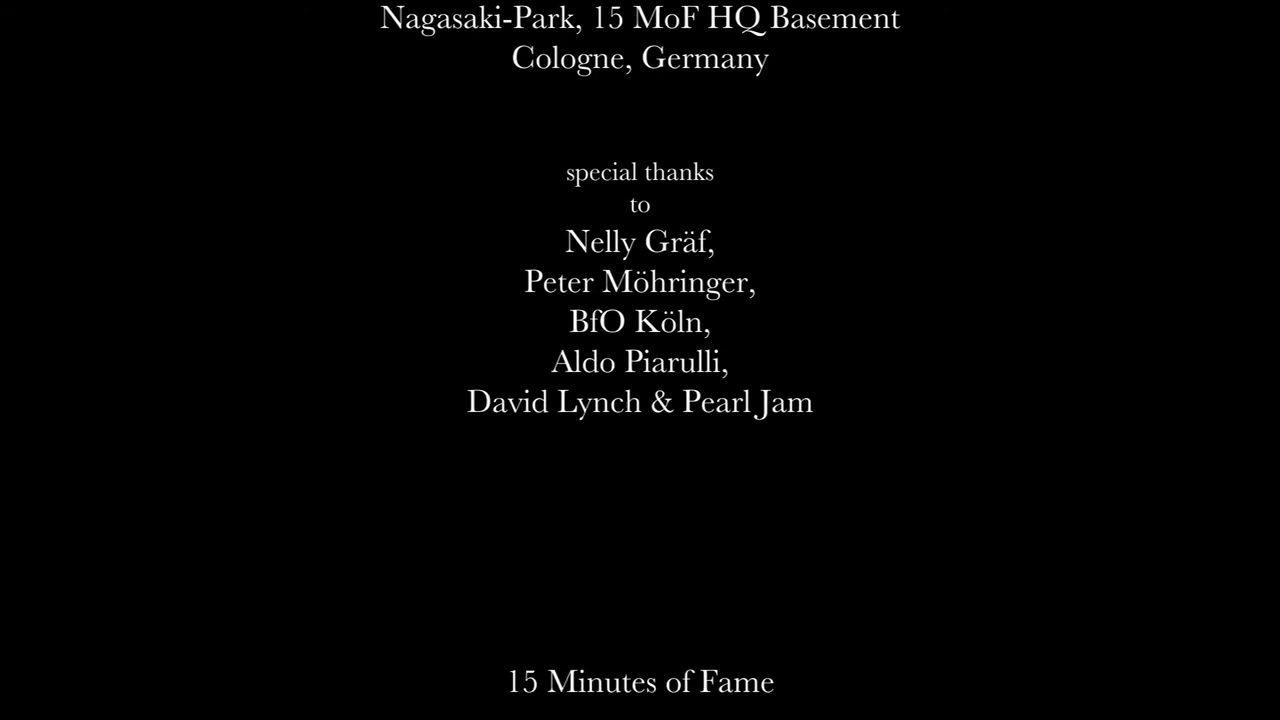 Nagasaki-Park, 15 MoF HQ Basement
Cologne, Germany
special thanks
to
Nelly Gräf,
Peter Möhringer,
BfO Köln,
Aldo Piarulli,
David Lynch & Pearl Jam
15 Minutes of Fame